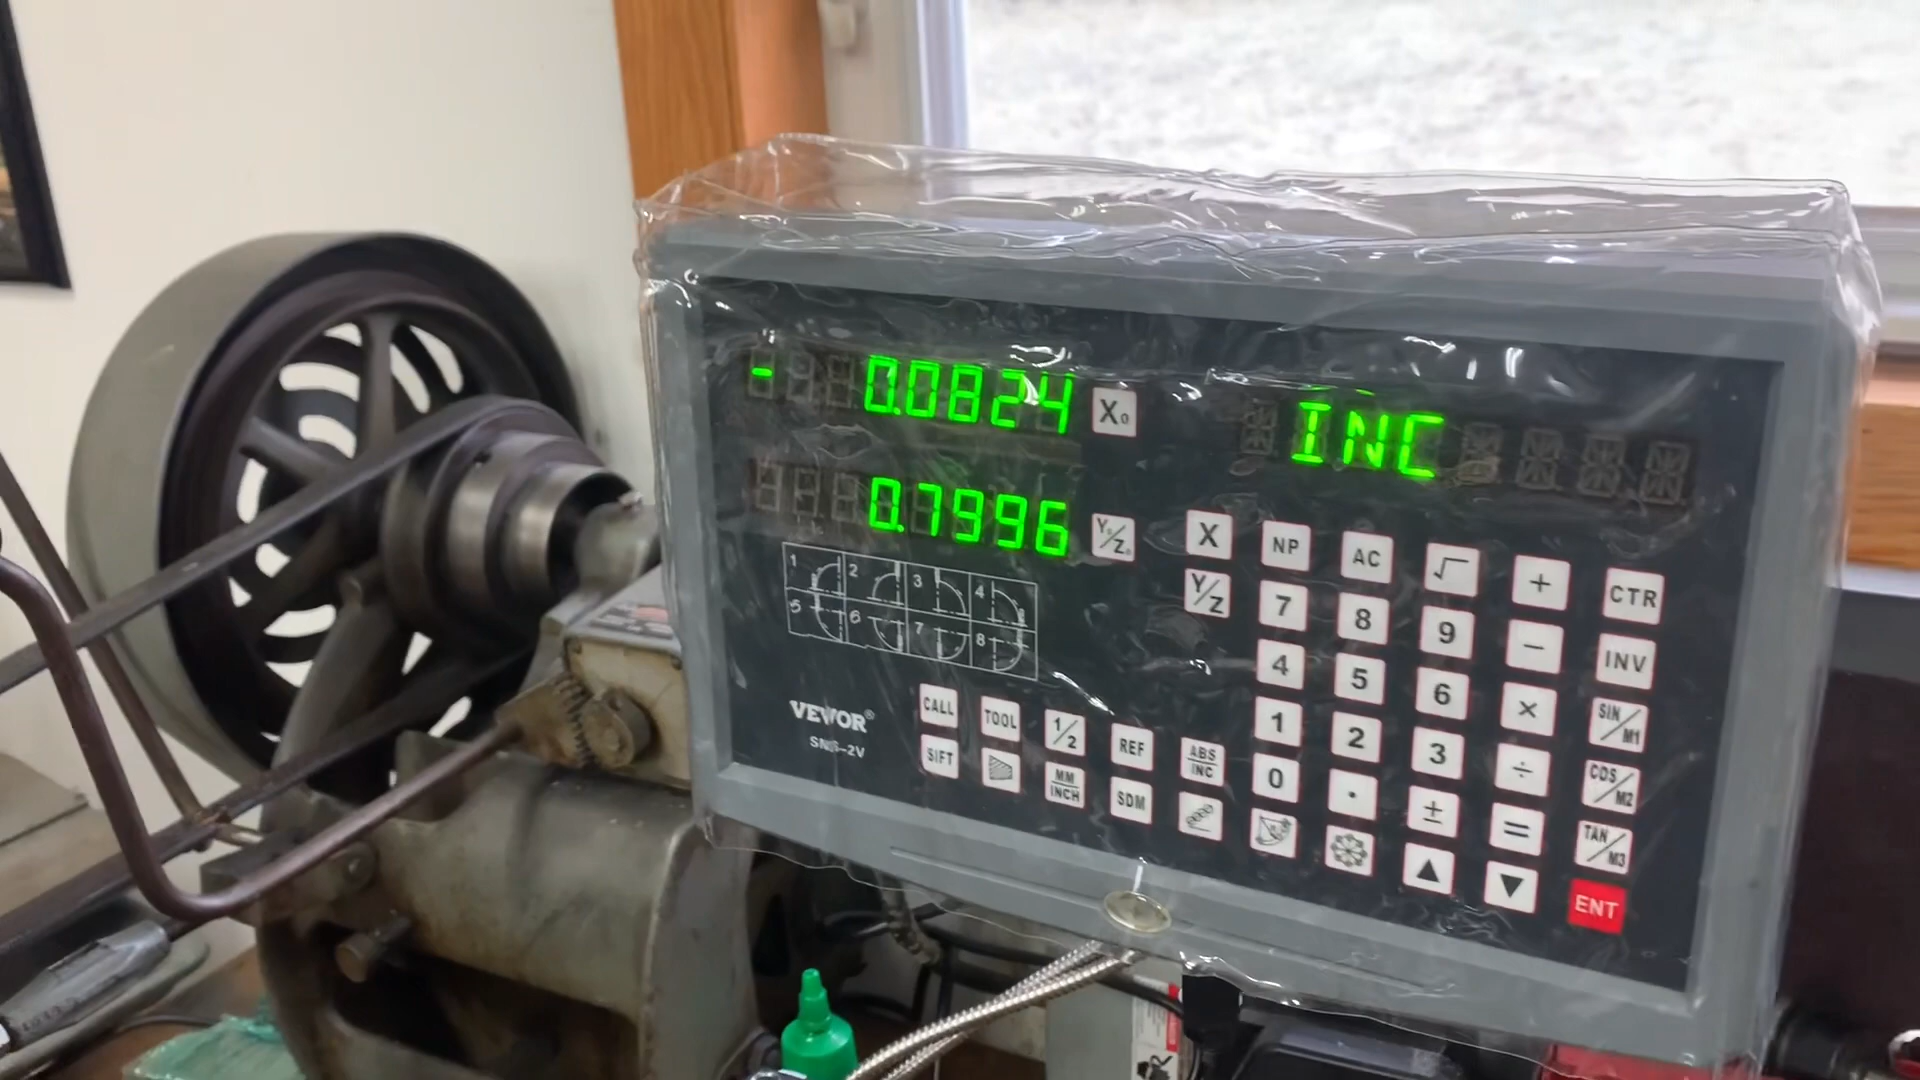 - 0.0824 X0 INC
0.7996 Y0/Z0
1 2 3 4
5 6 7 8
X NP AC √ + CTR
Y/Z 7 8 9 − INV
4 5 6 × SIN/M1
1 2 3 ÷ COS/M2
0 . ± = TAN/M3
▲ ▼ ENT
VEVOR®
CALL TOOL 1/2 REF ABS/INC
SIFT MM/INCH SDM